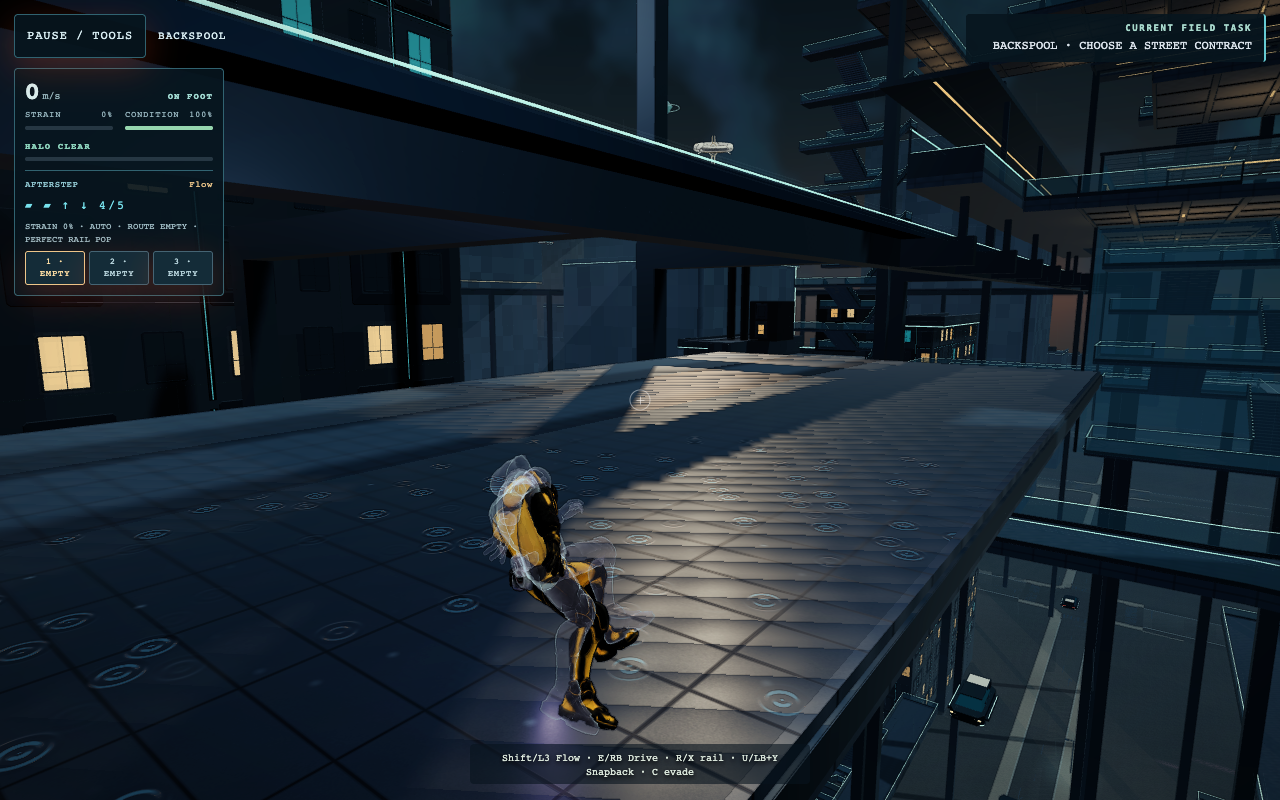 PAUSE / TOOLS
BACKSPOOL
CURRENT FIELD TASK
BACKSPOOL · CHOOSE A STREET CONTRACT
0 m/s
ON FOOT
STRAIN 0%
CONDITION 100%
HALO CLEAR
AFTERSTEP
Flow
▰ ▰ ↑ ↓ 4/5
STRAIN 0% · AUTO · ROUTE EMPTY ·
PERFECT RAIL POP
1 ·
EMPTY
2 ·
EMPTY
3 ·
EMPTY
Shift/L3 Flow · E/RB Drive · R/X rail · U/LB+Y
Snapback · C evade